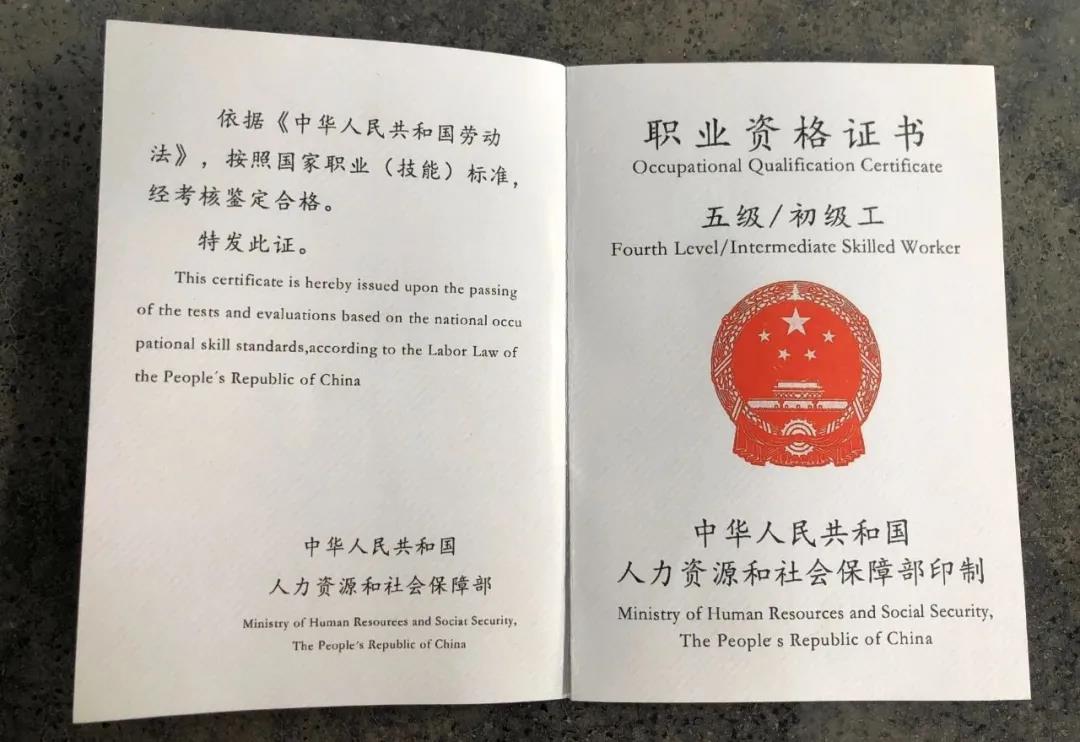 依据《中华人民共和国劳动
法》，按照国家职业（技能）标准，
经考核鉴定合格。
特发此证。
This certificate is hereby issued upon the passing
of the tests and evaluations based on the national occu
pational skill standards,according to the Labor Law of
the People´s Republic of China
中华人民共和国
人力资源和社会保障部
Ministry of Human Resourees and Sociat Security,
The People´s Republic of China
职业资格证书
Occupational Qualification Certificate
五级/初级工
Fourth Level/Intermediate Skilled Worker
中华人民共和国
人力资源和社会保障部印制
Ministry of Human Resources and Social Security,
The People s Republic of China